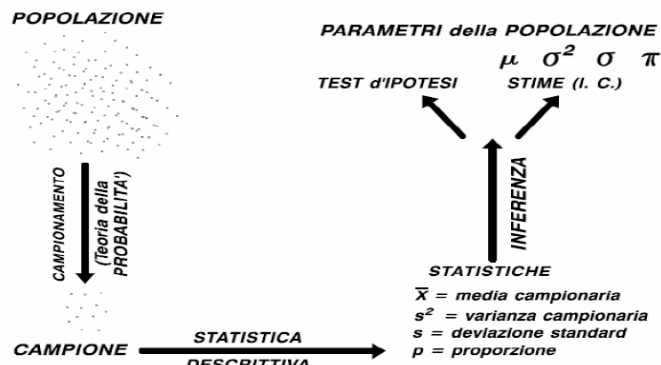 POPOLAZIONE
PARAMETRI della POPOLAZIONE
μ σ² σ π
TEST d'IPOTESI STIME (I. C.)
CAMPIONAMENTO
(Teoria della
PROBABILITA')
INFERENZA
STATISTICHE
X̅ = media campionaria
s² = varianza campionaria
s = deviazione standard
p = proporzione
CAMPIONE
STATISTICA
DESCRITTIVA